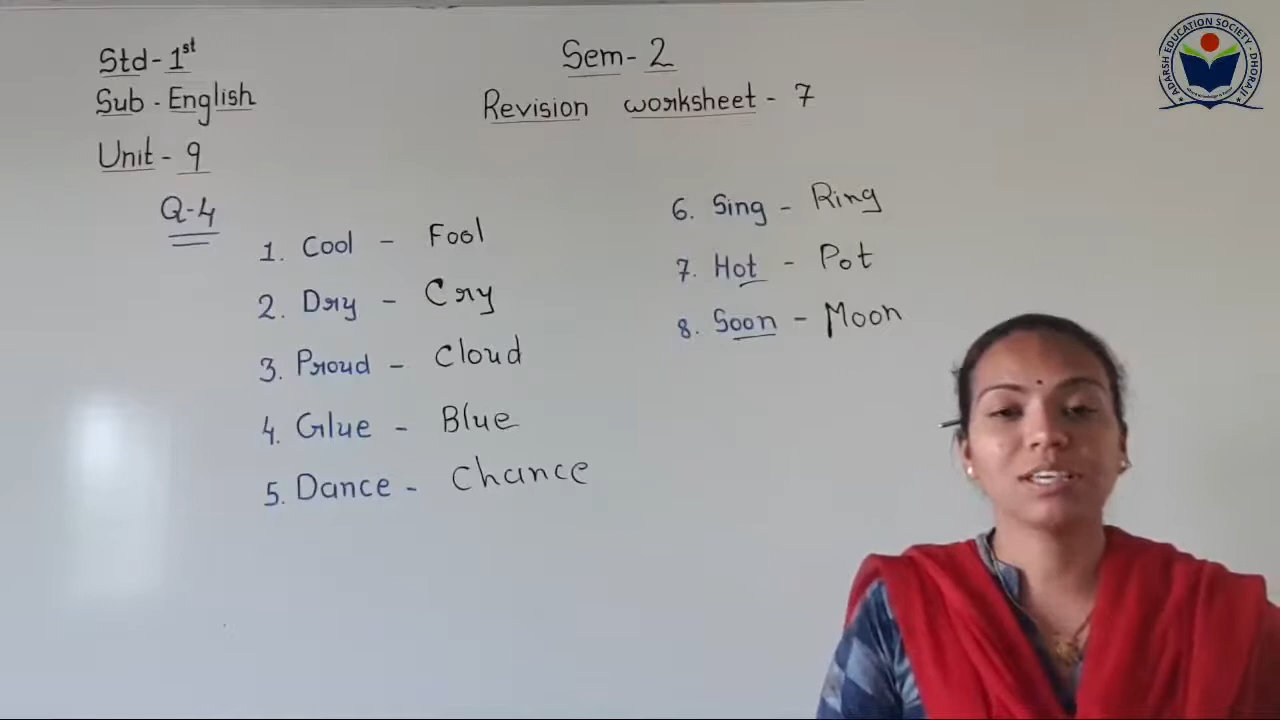 Std - 1st
Sub - English
Unit - 9
Sem - 2
Revision worksheet - 7
Q-4
1. Cool - Fool
2. Dry - Cry
3. Proud - Cloud
4. Glue - Blue
5. Dance - Chance
6. Sing - Ring
7. Hot - Pot
8. Soon - Moon
ADARSH EDUCATION SOCIETY - DHORAJI